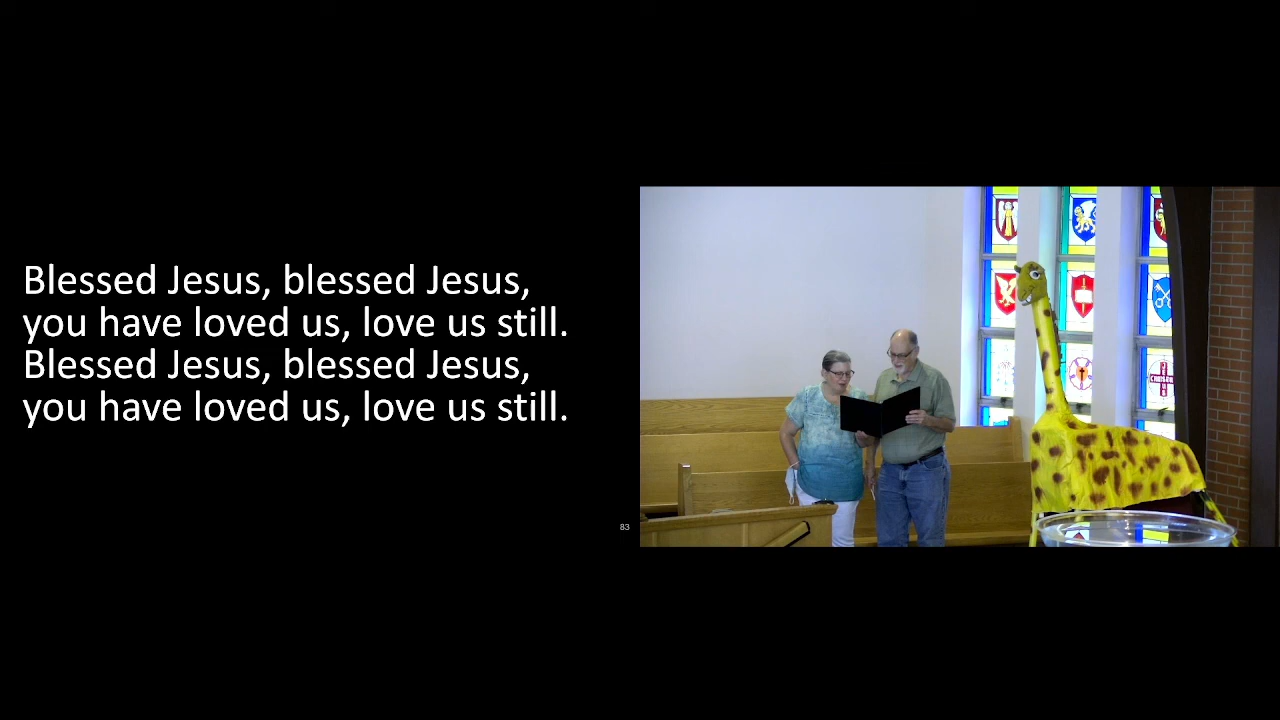 Blessed Jesus, blessed Jesus,
you have loved us, love us still.
Blessed Jesus, blessed Jesus,
you have loved us, love us still.
83